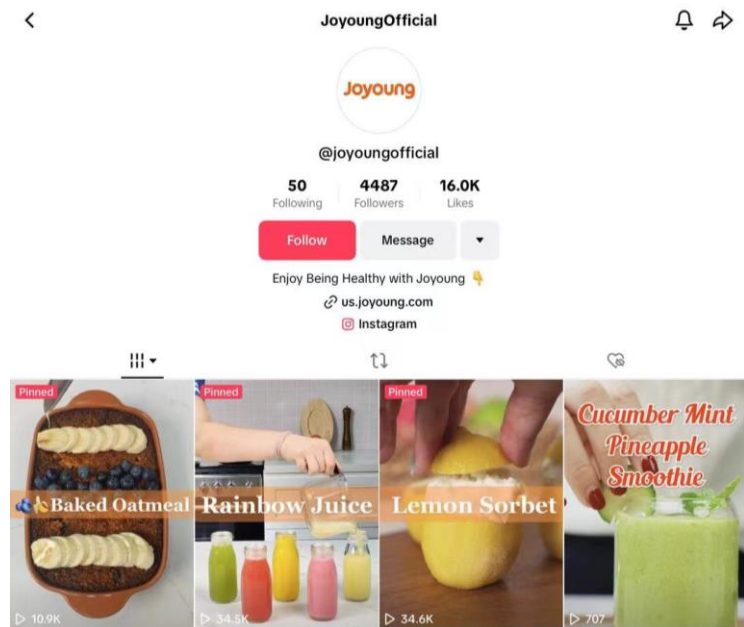 JoyoungOfficial
Joyoung
@joyoungofficial
50 4487 16.0K
Following Followers Likes
Follow Message
Enjoy Being Healthy with Joyoung 👇
us.joyoung.com
Instagram
Pinned Pinned Pinned
Cucumber Mint
Pineapple
Smoothie
Baked Oatmeal Rainbow Juice Lemon Sorbet
10.9K 34.5K 34.6K 707